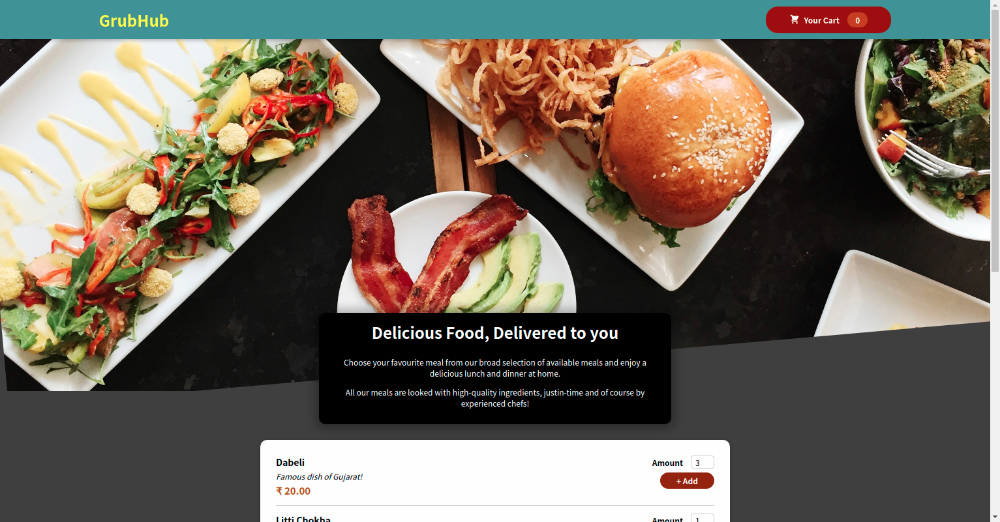 GrubHub
Your Cart 0
Delicious Food, Delivered to you
Choose your favourite meal from our broad selection of available meals and enjoy a
delicious lunch and dinner at home.
All our meals are looked with high-quality ingredients, justin-time and of course by
experienced chefs!
Dabeli
Amount 3
Famous dish of Gujarat!
+ Add
₹ 20.00
Litti Chokha
Amount 1